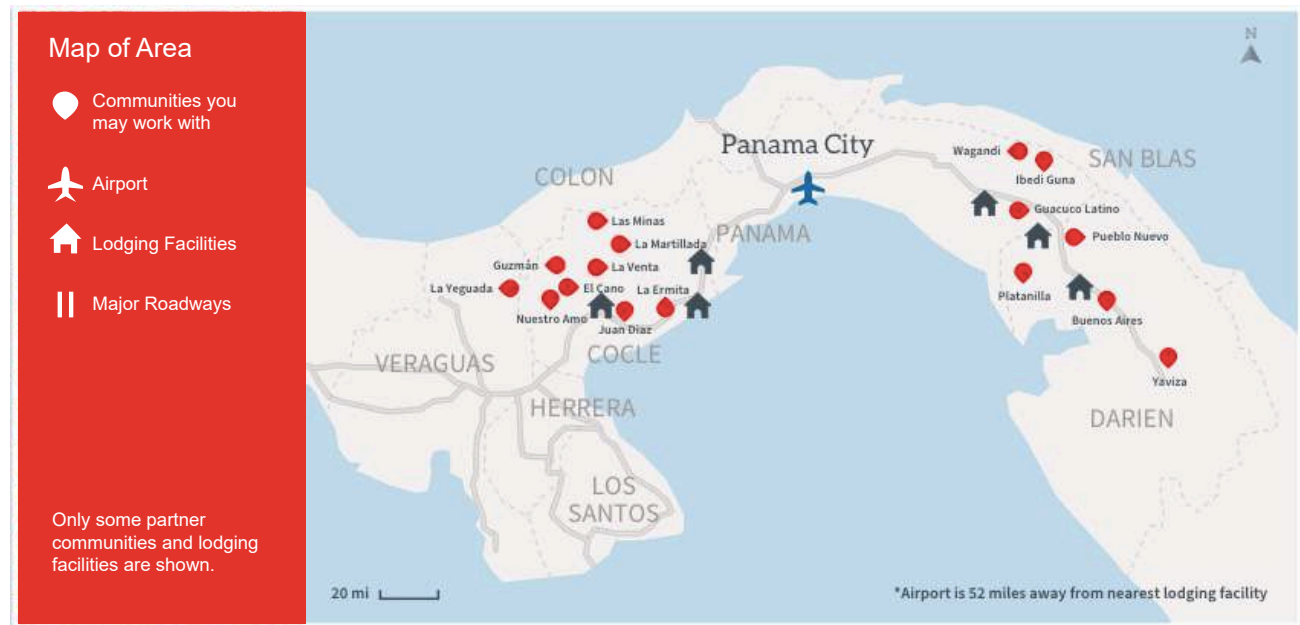 Map of Area
Communities you
may work with
Airport
Lodging Facilities
Major Roadways
Only some partner
communities and lodging
facilities are shown.
N
Panama City
Wagandi
SAN BLAS
Ibedi Guna
COLON
Guacuco Latino
Las Minas
PANAMA
Pueblo Nuevo
La Martillada
Guzmán
La Venta
La Yeguada
El Cano
La Ermita
Platanilla
Nuestro Amo
Juan Diaz
Buenos Aires
COCLE
VERAGUAS
Yaviza
HERRERA
DARIEN
LOS
SANTOS
20 mi
*Airport is 52 miles away from nearest lodging facility